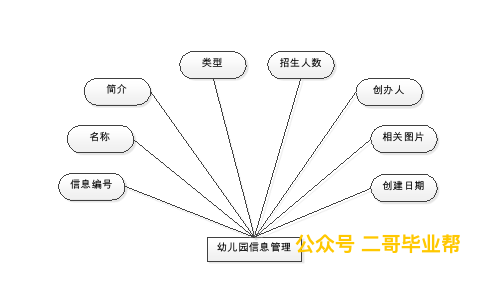 类型
招生人数
简介
创办人
名称
相关图片
信息编号
创建日期
幼儿园信息管理
公众号 二哥毕业帮